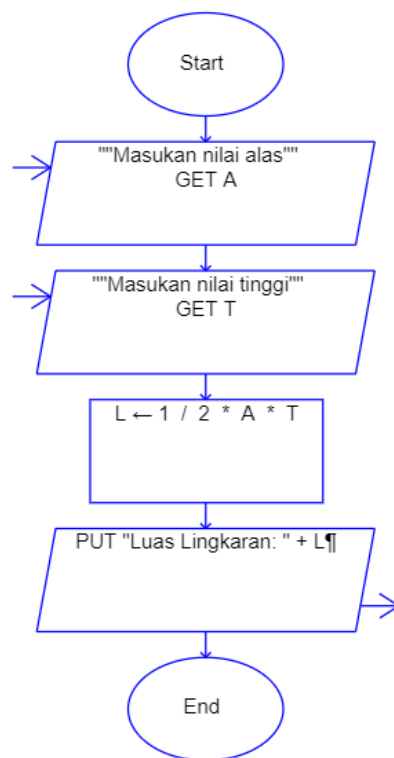 Start
""Masukan nilai alas""
GET A
""Masukan nilai tinggi""
GET T
L ← 1 / 2 * A * T
PUT "Luas Lingkaran: " + L¶
End